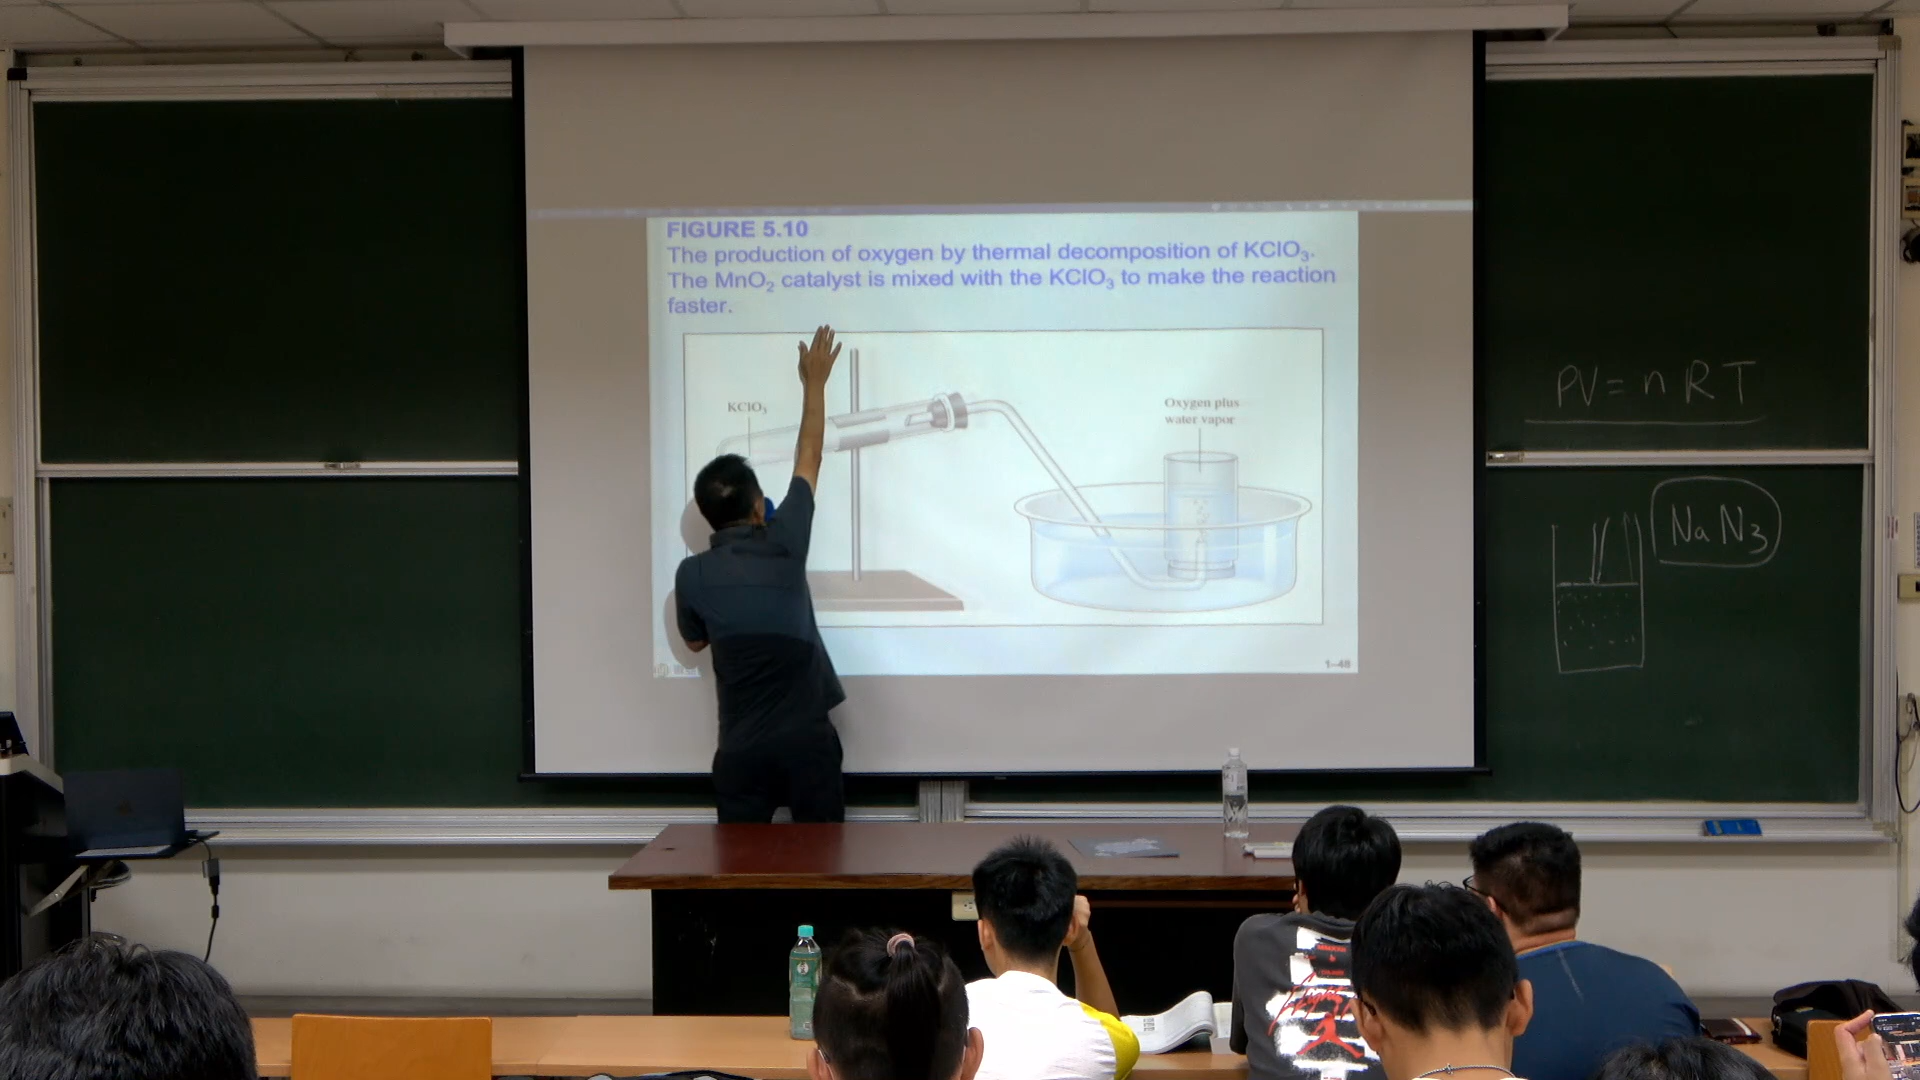 FIGURE 5.10
The production of oxygen by thermal decomposition of KClO₃.
The MnO₂ catalyst is mixed with the KClO₃ to make the reaction
faster.
KClO₃
Oxygen plus
water vapor
1–48
PV = n R T
NaN₃